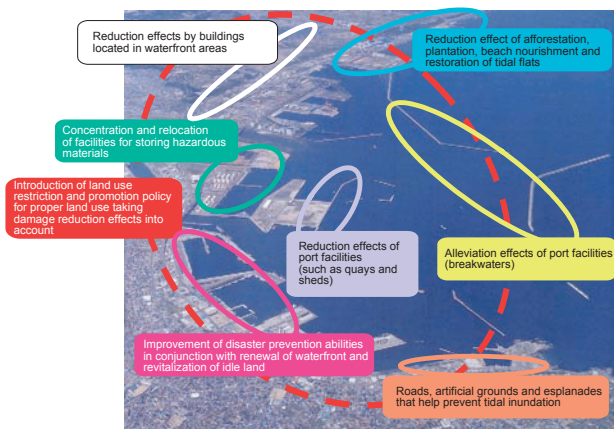 Reduction effects by buildings
located in waterfront areas
Reduction effect of afforestation,
plantation, beach nourishment and
restoration of tidal flats
Concentration and relocation
of facilities for storing hazardous
materials
Introduction of land use
restriction and promotion policy
for proper land use taking
damage reduction effects into
account
Reduction effects of
port facilities
(such as quays and
sheds)
Alleviation effects of port facilities
(breakwaters)
Improvement of disaster prevention abilities
in conjunction with renewal of waterfront and
revitalization of idle land
Roads, artificial grounds and esplanades
that help prevent tidal inundation